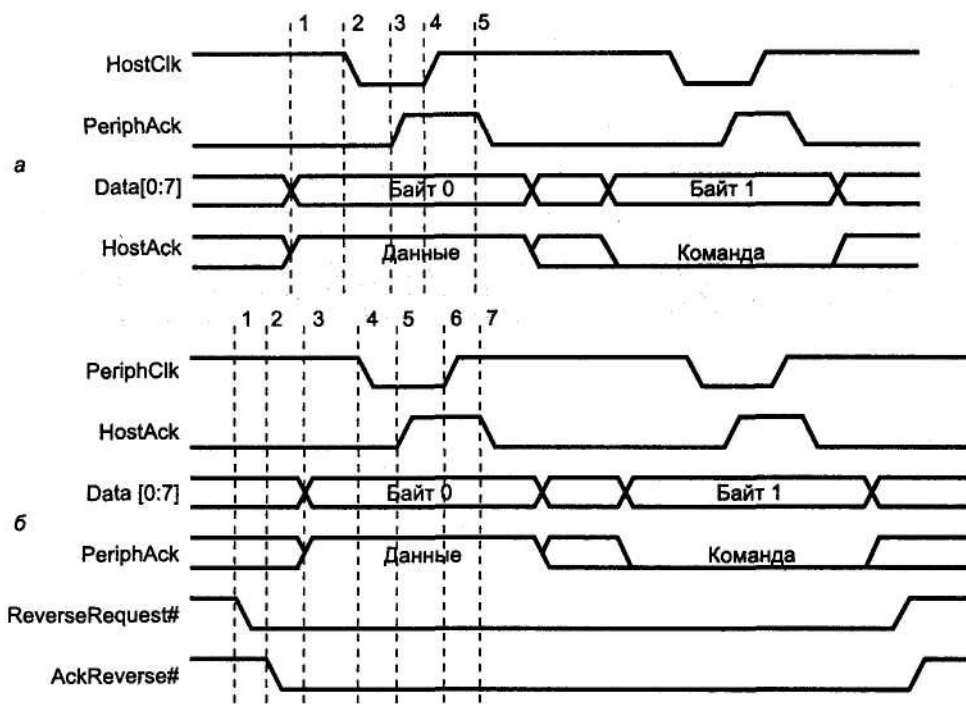 1 2 3 4 5
HostClk
PeriphAck
а
Data[0:7] Байт 0 Байт 1
HostAck Данные Команда
1 2 3 4 5 6 7
PeriphClk
HostAck
Data [0:7] Байт 0 Байт 1
б
PeriphAck Данные Команда
ReverseRequest#
AckReverse#